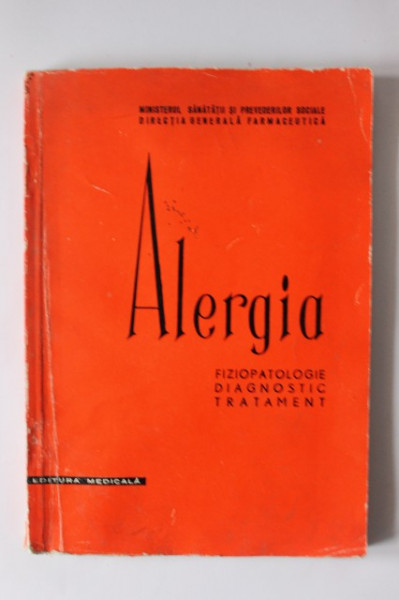 MINISTERUL SĂNĂTĂȚII ȘI PREVEDERILOR SOCIALE
DIRECȚIA GENERALĂ FARMACEUTICĂ
Alergia
FIZIOPATOLOGIE
DIAGNOSTIC
TRATAMENT
EDITURA MEDICALĂ